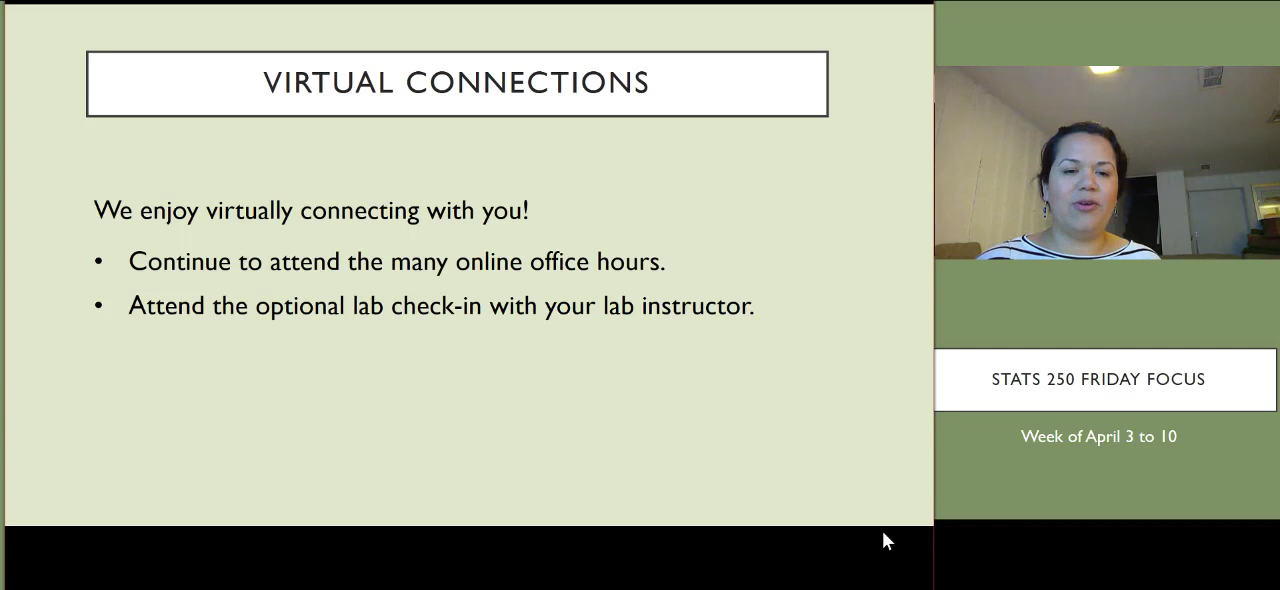 VIRTUAL CONNECTIONS
We enjoy virtually connecting with you!
• Continue to attend the many online office hours.
• Attend the optional lab check-in with your lab instructor.
STATS 250 FRIDAY FOCUS
Week of April 3 to 10